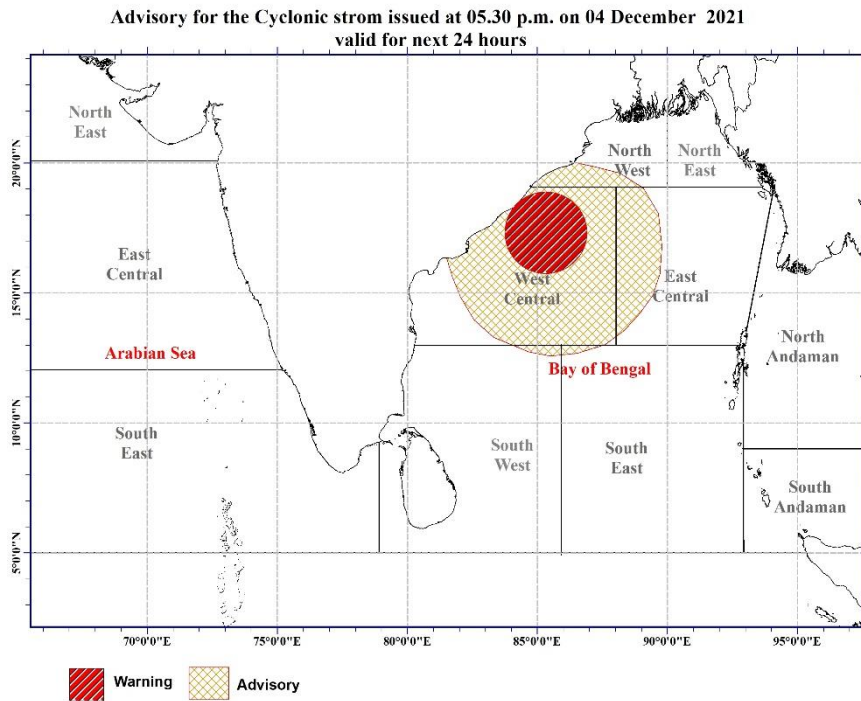 Advisory for the Cyclonic strom issued at 05.30 p.m. on 04 December 2021
valid for next 24 hours
North
East
North
West
North
East
20°0'0"N
East
Central
West
Central
East
Central
15°0'0"N
Arabian Sea
Bay of Bengal
North
Andaman
10°0'0"N
South
East
South
West
South
East
South
Andaman
5°0'0"N
70°0'0"E
75°0'0"E
80°0'0"E
85°0'0"E
90°0'0"E
95°0'0"E
Warning
Advisory